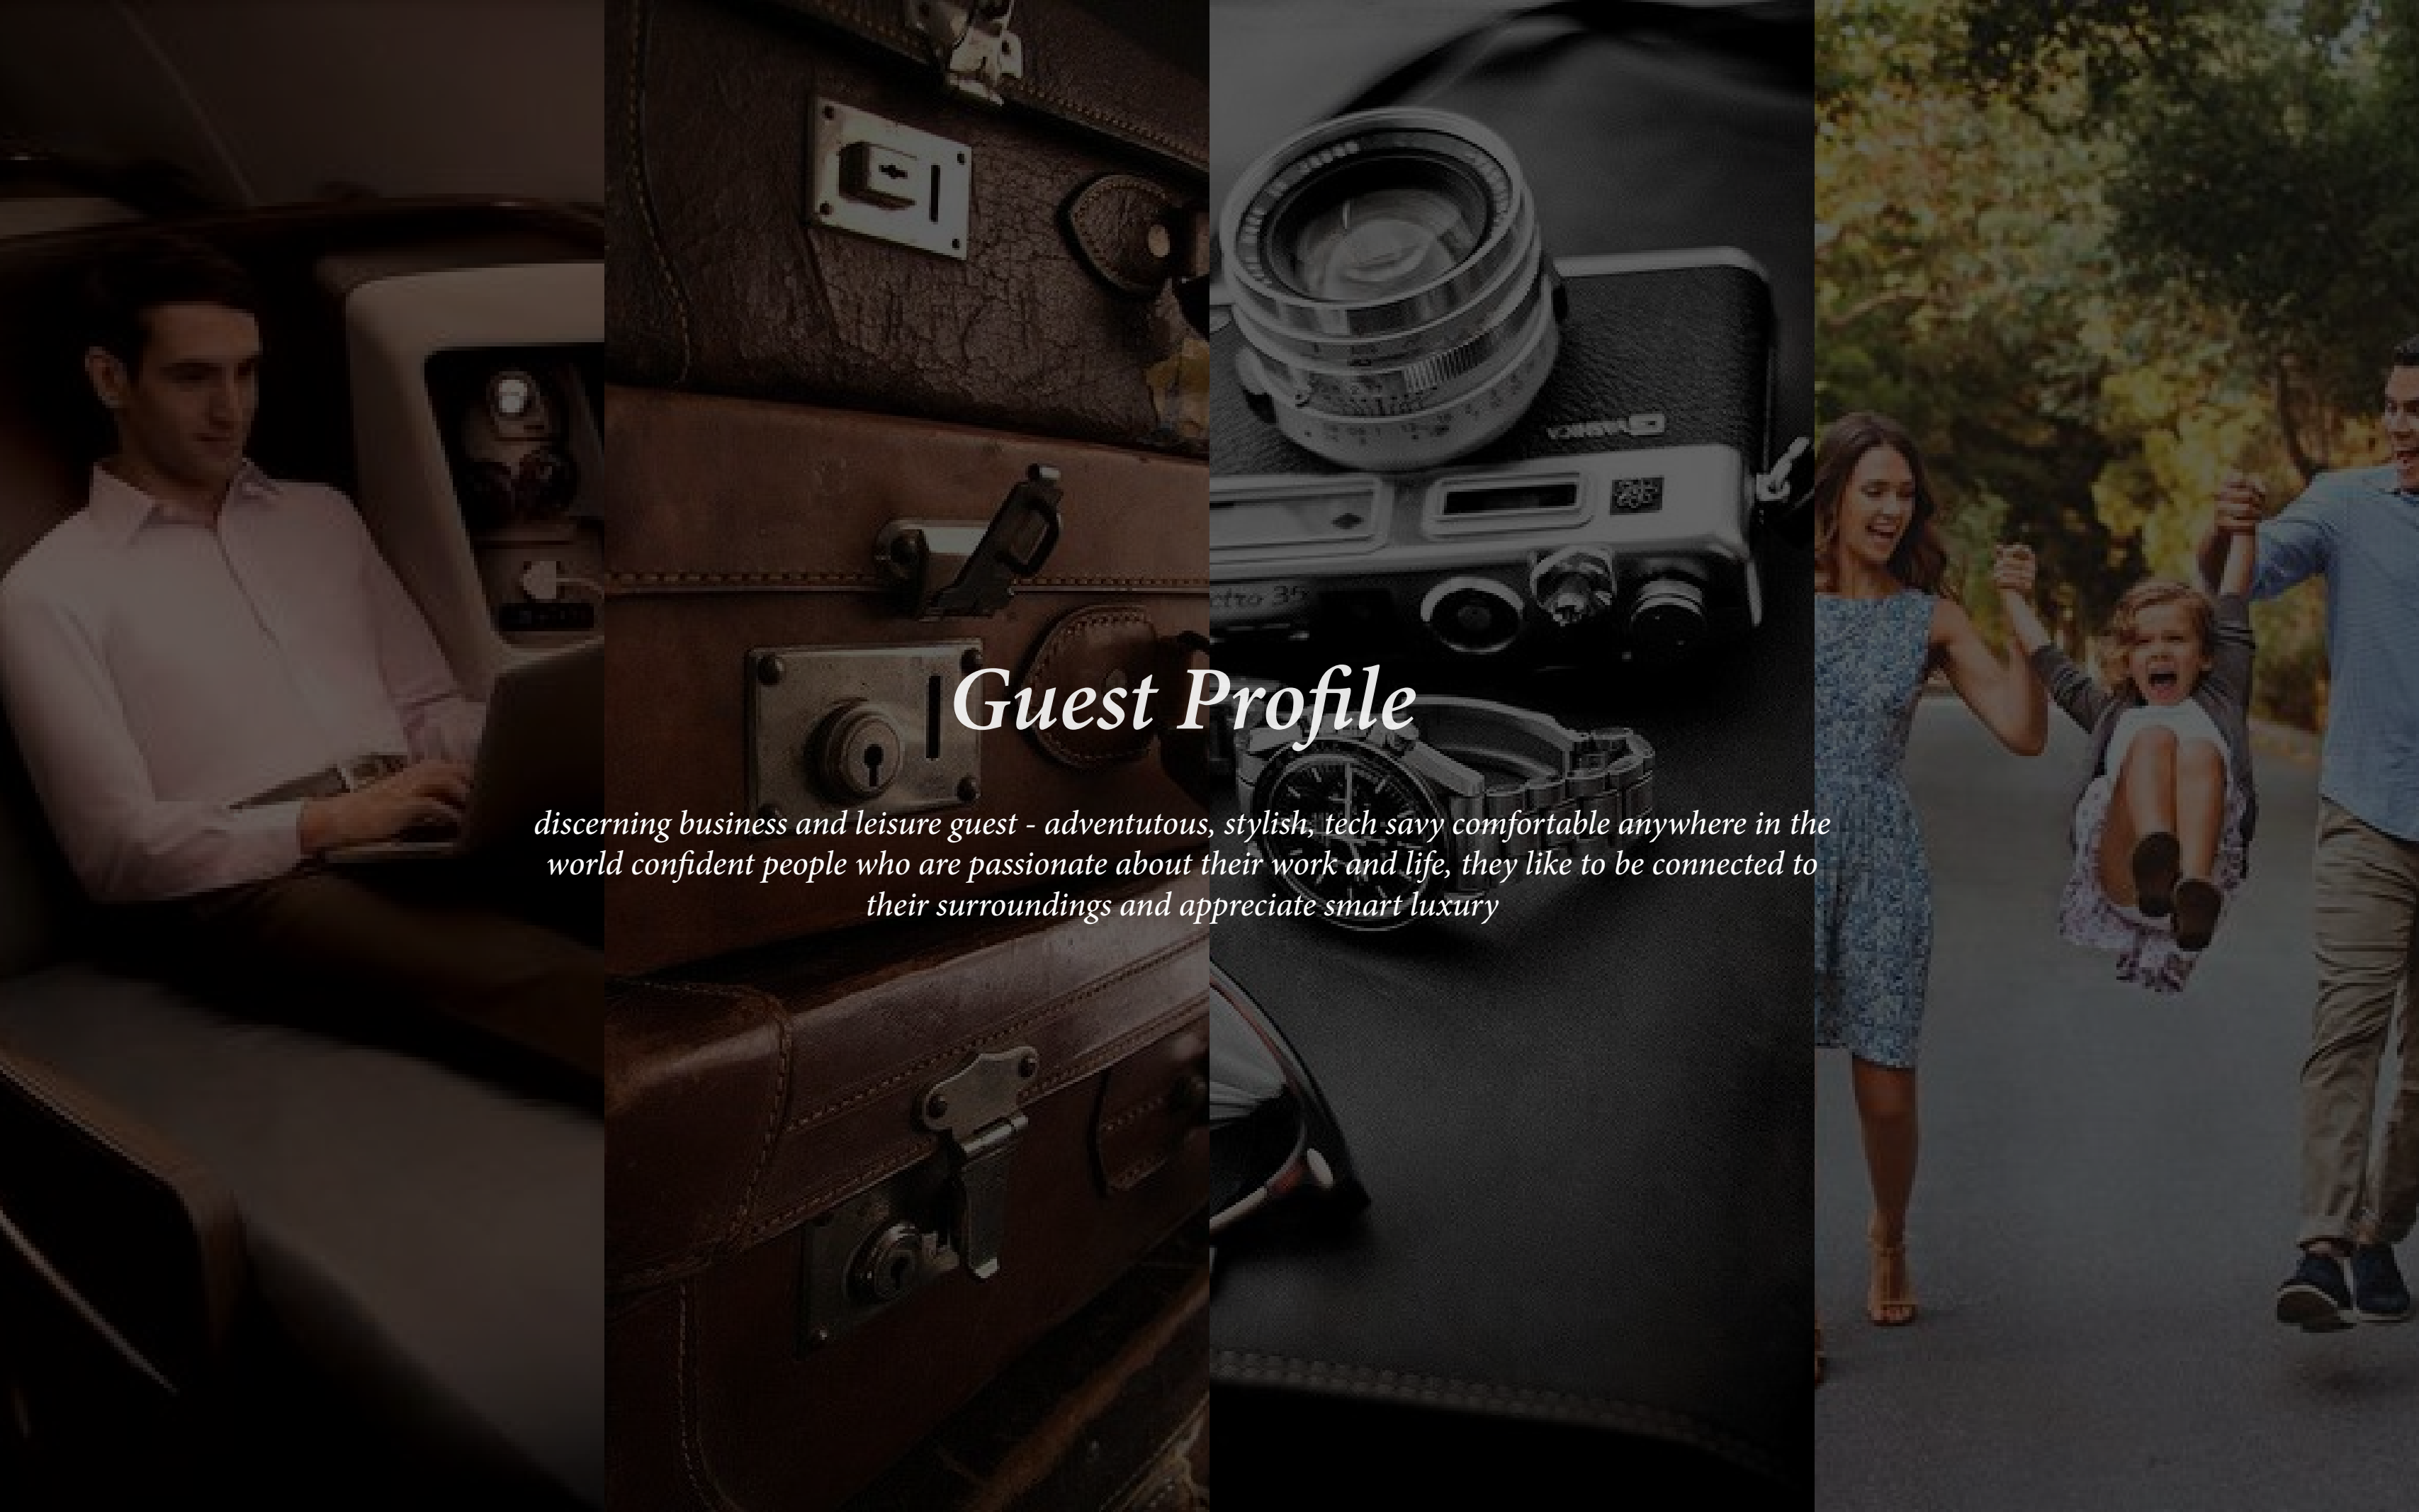 Guest Profile
discerning business and leisure guest - adventutous, stylish, tech savy comfortable anywhere in the
world confident people who are passionate about their work and life, they like to be connected to
their surroundings and appreciate smart luxury